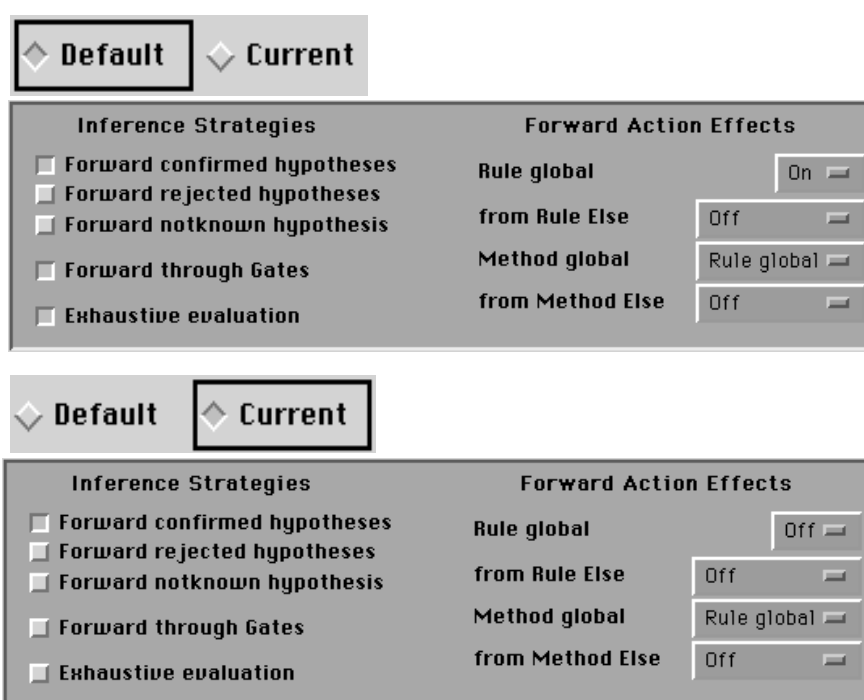 Default Current
Inference Strategies Forward Action Effects
Forward confirmed hypotheses Rule global On
Forward rejected hypotheses
Forward notknown hypothesis from Rule Else Off
Forward through Gates Method global Rule global
Exhaustive evaluation from Method Else Off
Default Current
Inference Strategies Forward Action Effects
Forward confirmed hypotheses Rule global Off
Forward rejected hypotheses
Forward notknown hypothesis from Rule Else Off
Forward through Gates Method global Rule global
Exhaustive evaluation from Method Else Off